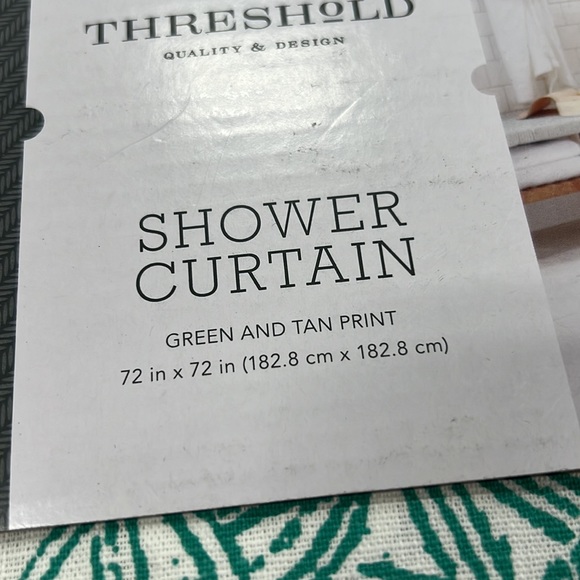 THRESHOLD
QUALITY & DESIGN
SHOWER
CURTAIN
GREEN AND TAN PRINT
72 in x 72 in (182.8 cm x 182.8 cm)